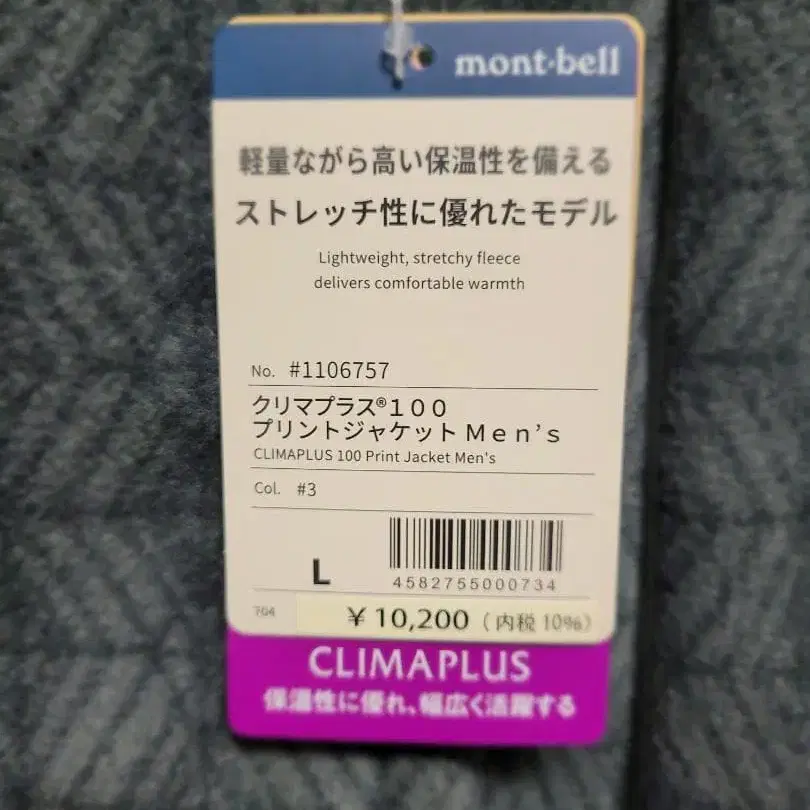 mont-bell
軽量ながら高い保温性を備える
ストレッチ性に優れたモデル
Lightweight, stretchy fleece
delivers comfortable warmth
No. #1106757
クリマプラス®100
プリントジャケット Men's
CLIMAPLUS 100 Print Jacket Men's
Col. #3
L
4582755000734
704 ¥10,200 (内税10%)
CLIMAPLUS
保温性に優れ、幅広く活躍する